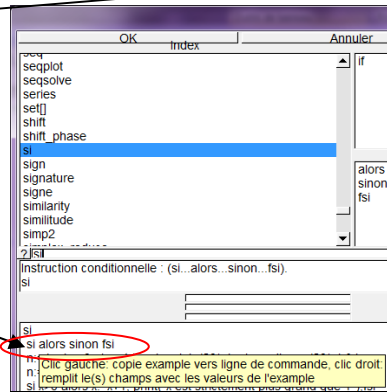 OK Annuler
Index
seq
seqplot
seqsolve
series
set[]
shift
shift_phase
si
sign
signature
signe
similarity
similitude
simp2
if
alors
sinon
fsi
? si
Instruction conditionnelle : (si...alors...sinon...fsi).
si
si
si alors sinon fsi
Clic gauche: copie example vers ligne de commande, clic droit:
remplit le(s) champs avec les valeurs de l'example